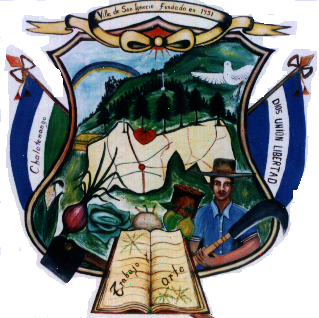 Villa de San Ignacio Fundado en 1931
Chalatenango
DIOS UNION LIBERTAD
Trabajo y
Arte